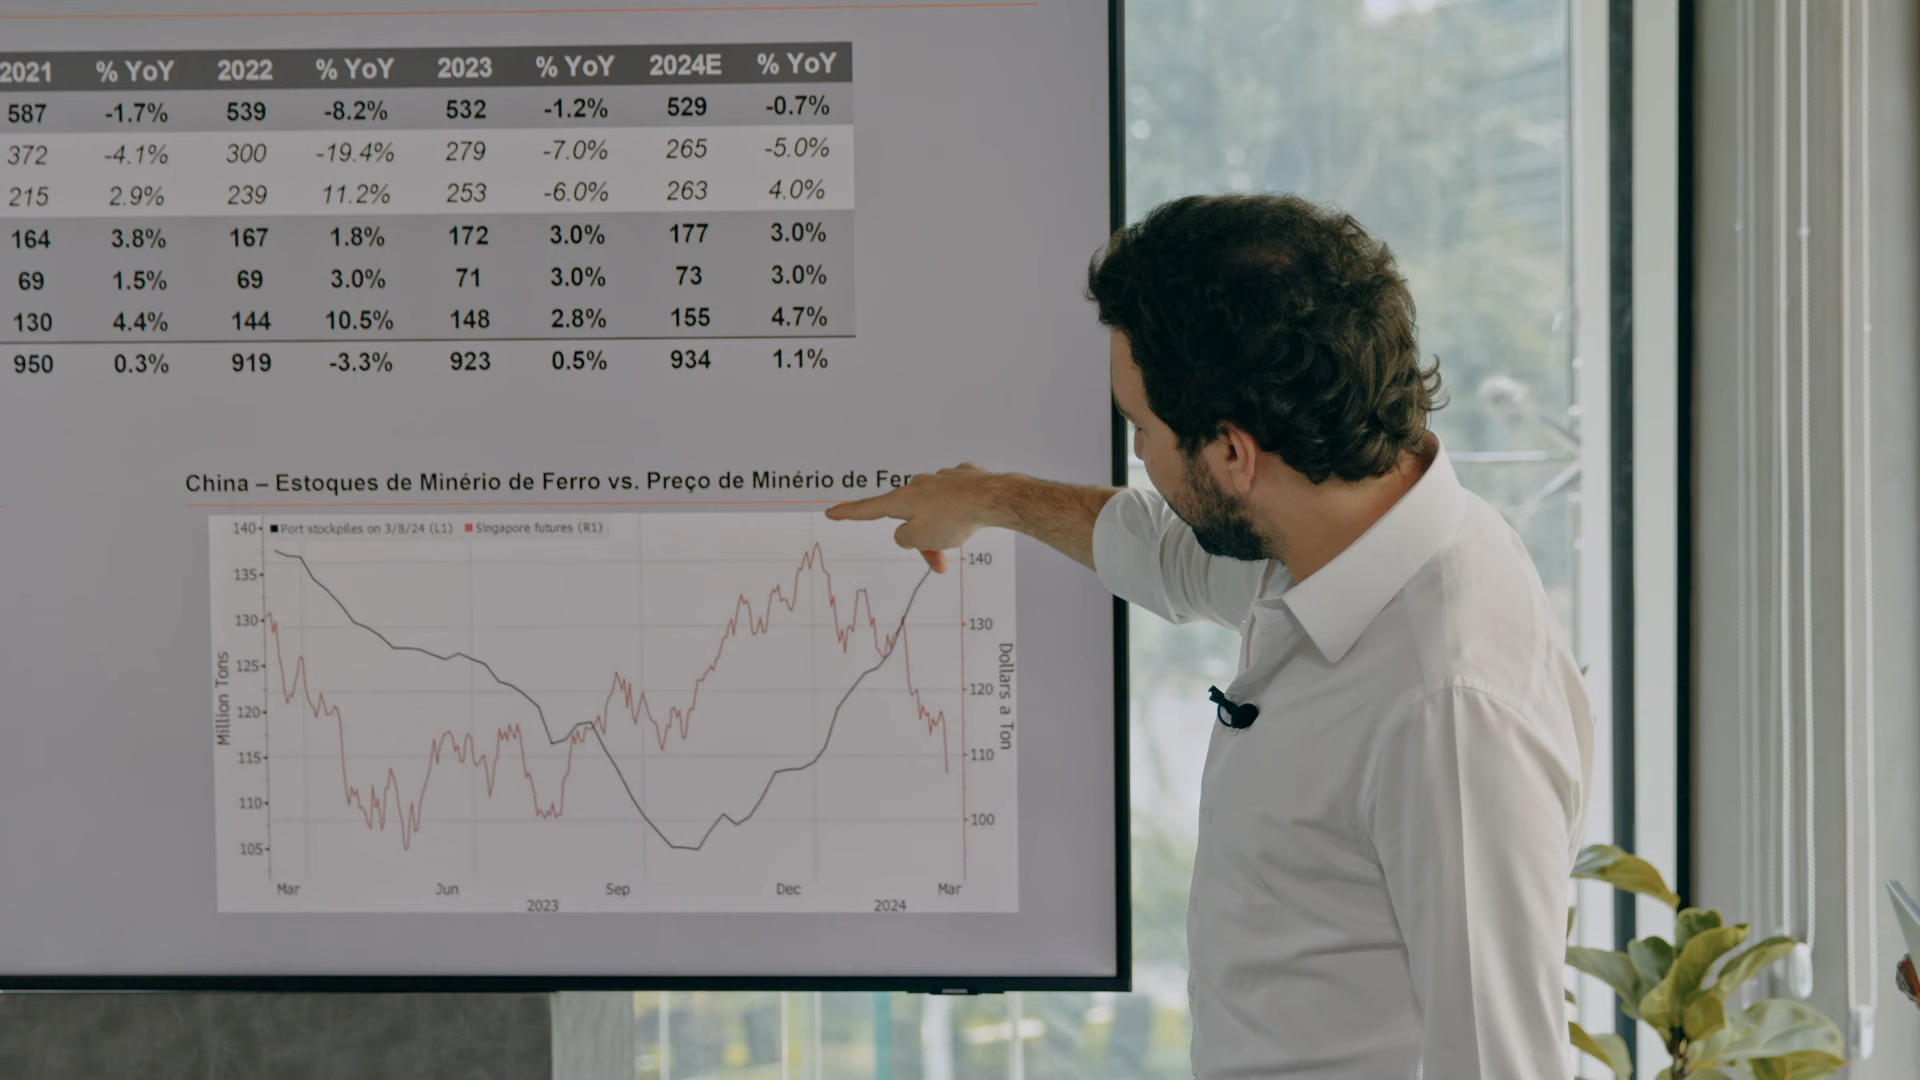 2021 % YoY 2022 % YoY 2023 % YoY 2024E % YoY
587 -1.7% 539 -8.2% 532 -1.2% 529 -0.7%
372 -4.1% 300 -19.4% 279 -7.0% 265 -5.0%
215 2.9% 239 11.2% 253 -6.0% 263 4.0%
164 3.8% 167 1.8% 172 3.0% 177 3.0%
69 1.5% 69 3.0% 71 3.0% 73 3.0%
130 4.4% 144 10.5% 148 2.8% 155 4.7%
950 0.3% 919 -3.3% 923 0.5% 934 1.1%
China – Estoques de Minério de Ferro vs. Preço de Minério de Fer
Port stockpiles on 3/8/24 (L1) Singapore futures (R1)
140
135
130
125
120
115
110
105
Million Tons
140
130
120
110
100
Dollars a Ton
Mar Jun Sep Dec Mar
2023 2024